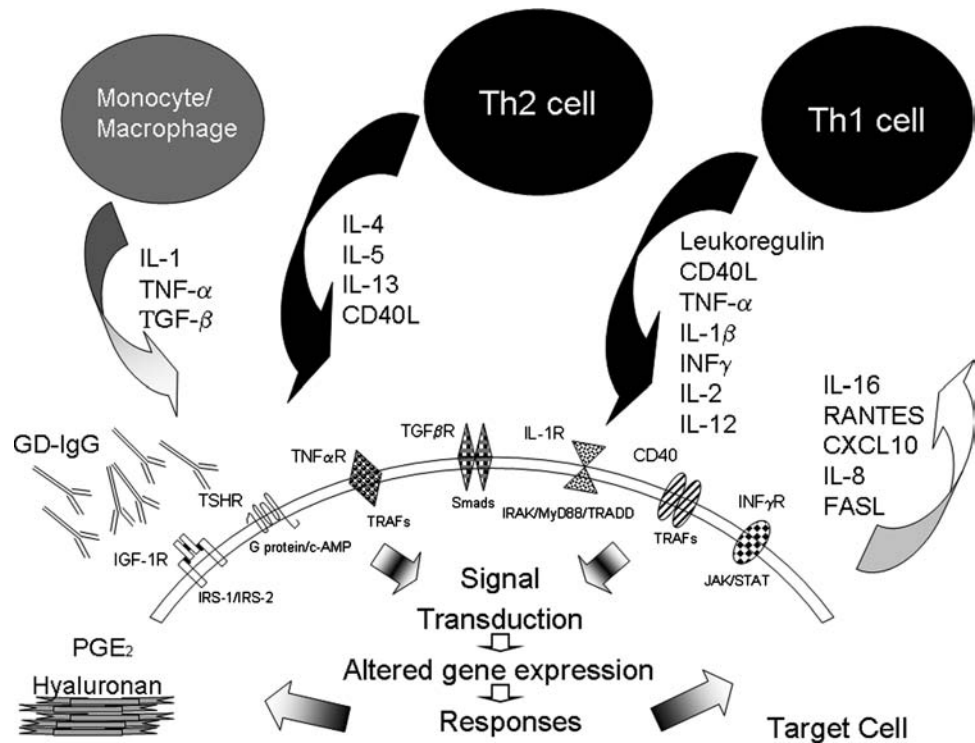 Monocyte/
Macrophage
Th2 cell
Th1 cell
IL-1
TNF-α
TGF-β
IL-4
IL-5
IL-13
CD40L
Leukoregulin
CD40L
TNF-α
IL-1β
INFγ
IL-2
IL-12
IL-16
RANTES
CXCL10
IL-8
FASL
GD-IgG
TSHR
IGF-1R
TNFαR
TGFβR
IL-1R
CD40
INFγR
IRS-1/IRS-2
G protein/c-AMP
TRAFs
Smads
IRAK/MyD88/TRADD
TRAFs
JAK/STAT
Signal
Transduction
Altered gene expression
Responses
PGE₂
Hyaluronan
Target Cell